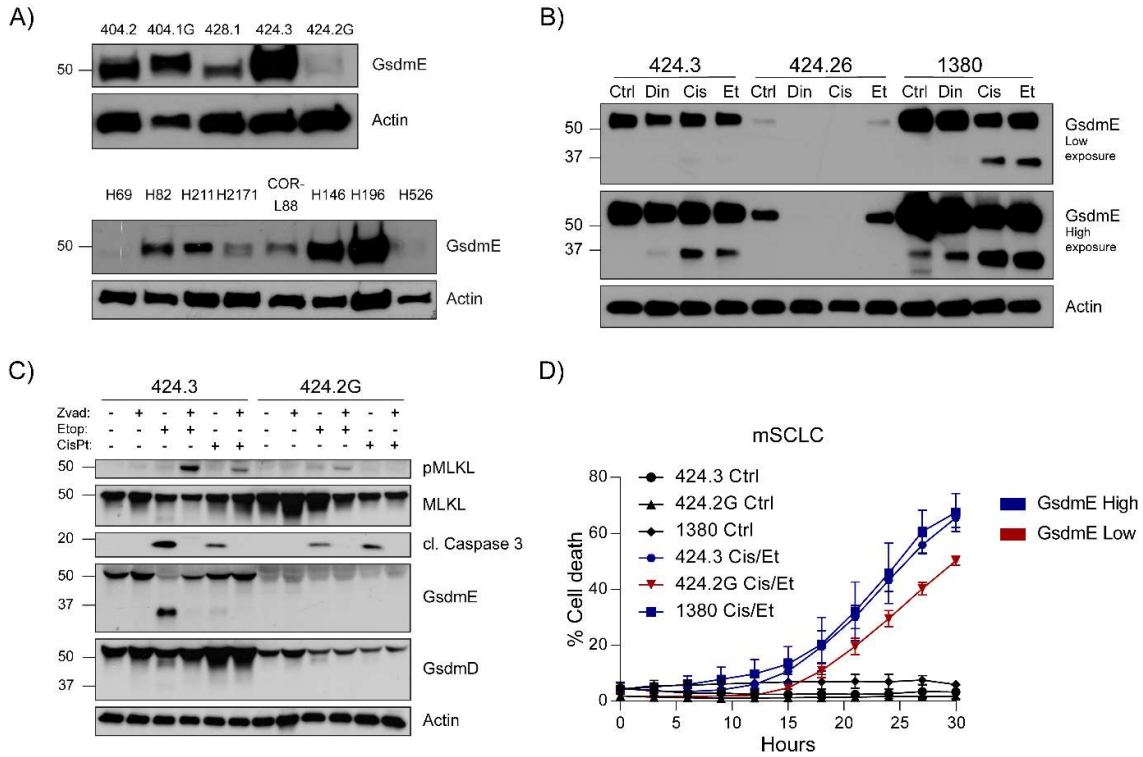 A)
404.2 404.1G 428.1 424.3 424.2G
50 GsdmE
Actin
H69 H82 H211 H2171 COR-L88 H146 H196 H526
50 GsdmE
Actin
B)
424.3 424.26 1380
Ctrl Din Cis Et Ctrl Din Cis Et Ctrl Din Cis Et
50
37
GsdmE
Low
exposure
50
37
GsdmE
High
exposure
Actin
C)
424.3 424.2G
Zvad: - + - + - + - + - + - +
Etop: - - + + - - - - + + - -
CisPt: - - - - + + - - - - + +
50 pMLKL
50 MLKL
20 cl. Caspase 3
50
37
GsdmE
50
37
GsdmD
Actin
D)
mSCLC
% Cell death
80
60
40
20
0
0 5 10 15 20 25 30
Hours
424.3 Ctrl
424.2G Ctrl
1380 Ctrl
424.3 Cis/Et
424.2G Cis/Et
1380 Cis/Et
GsdmE High
GsdmE Low